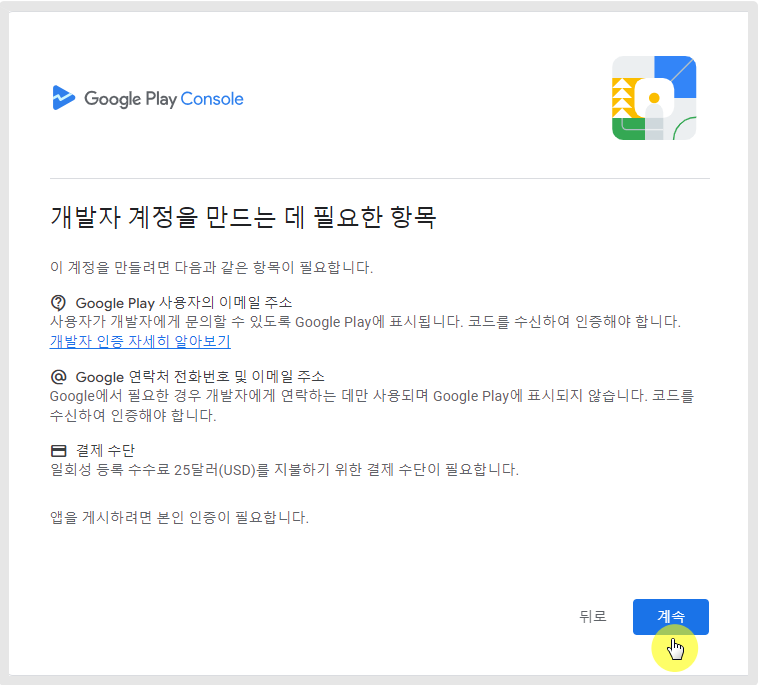 Google Play Console
개발자 계정을 만드는 데 필요한 항목
이 계정을 만들려면 다음과 같은 항목이 필요합니다.
Google Play 사용자의 이메일 주소
사용자가 개발자에게 문의할 수 있도록 Google Play에 표시됩니다. 코드를 수신하여 인증해야 합니다.
개발자 인증 자세히 알아보기
Google 연락처 전화번호 및 이메일 주소
Google에서 필요한 경우 개발자에게 연락하는 데만 사용되며 Google Play에 표시되지 않습니다. 코드를
수신하여 인증해야 합니다.
결제 수단
일회성 등록 수수료 25달러(USD)를 지불하기 위한 결제 수단이 필요합니다.
앱을 게시하려면 본인 인증이 필요합니다.
뒤로 계속